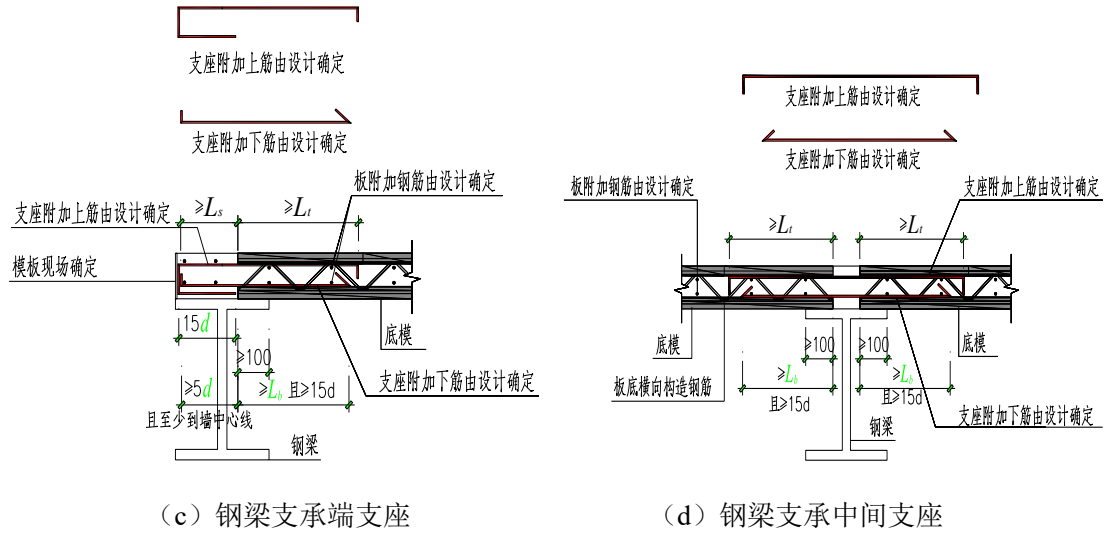 支座附加上筋由设计确定
支座附加下筋由设计确定
板附加钢筋由设计确定
支座附加上筋由设计确定
≥Ls
≥Lt
模板现场确定
15d
底模
≥100
支座附加下筋由设计确定
≥5d
≥Lb 且≥15d
且至少到墙中心线
钢梁
（c）钢梁支承端支座
支座附加上筋由设计确定
支座附加下筋由设计确定
板附加钢筋由设计确定
支座附加上筋由设计确定
≥Lt
≥Lt
底模
≥100
≥100
底模
板底横向构造钢筋
≥Lb
且≥15d
≥Lb
且≥15d
支座附加下筋由设计确定
钢梁
（d）钢梁支承中间支座